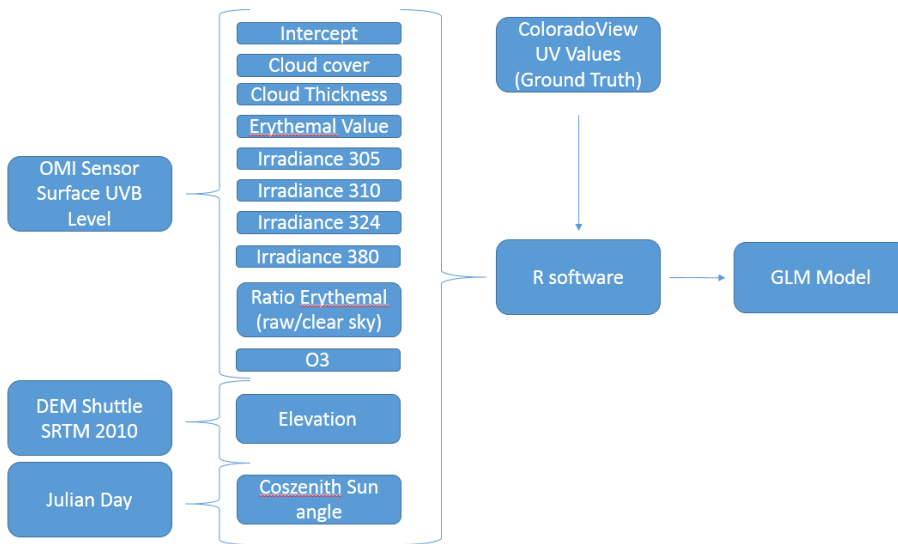 OMI Sensor
Surface UVB
Level
DEM Shuttle
SRTM 2010
Julian Day
Intercept
Cloud cover
Cloud Thickness
Erythemal Value
Irradiance 305
Irradiance 310
Irradiance 324
Irradiance 380
Ratio Erythemal
(raw/clear sky)
O3
Elevation
Coszenith Sun
angle
ColoradoView
UV Values
(Ground Truth)
R software
GLM Model